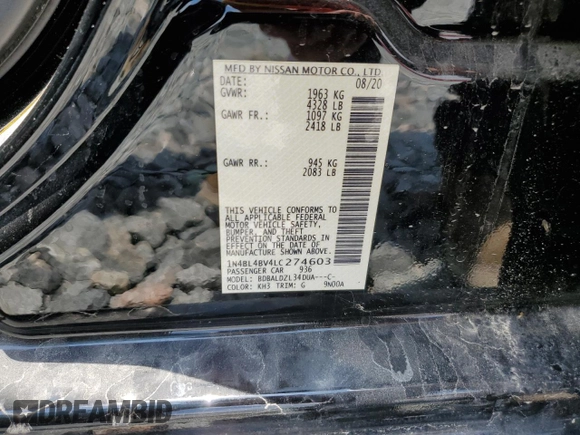 MFD BY NISSAN MOTOR CO., LTD
DATE: 08/20
GVWR: 1963 KG
4328 LB
GAWR FR.: 1097 KG
2418 LB
GAWR RR.: 945 KG
2083 LB
THIS VEHICLE CONFORMS TO
ALL APPLICABLE FEDERAL
MOTOR VEHICLE SAFETY,
BUMPER, AND THEFT
PREVENTION STANDARDS IN
EFFECT ON THE DATE OF
MANUFACTURE SHOWN ABOVE.
1N4BL4BV4LC274603
PASSENGER CAR 936
MODEL: BDBALDZL34DUA---C-
COLOR: KH3 TRIM: G 9N00A
DREAMBID